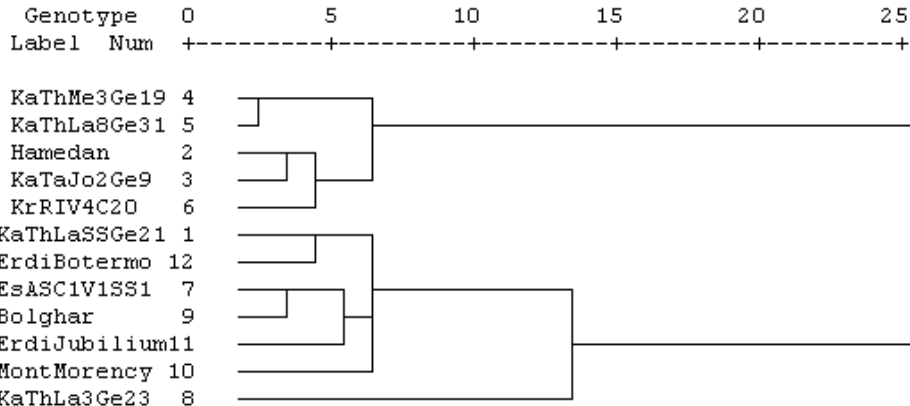 Genotype 0 5 10 15 20 25
Label Num +---------+---------+---------+---------+---------+
KaThMe3Ge19 4
KaThLa8Ge31 5
Hamedan 2
KaTaJo2Ge9 3
KrRIV4C20 6
KaThLaSSGe21 1
ErdiBotermo 12
EsASC1V1SS1 7
Bolghar 9
ErdiJubilium11
MontMorency 10
KaThLa3Ge23 8